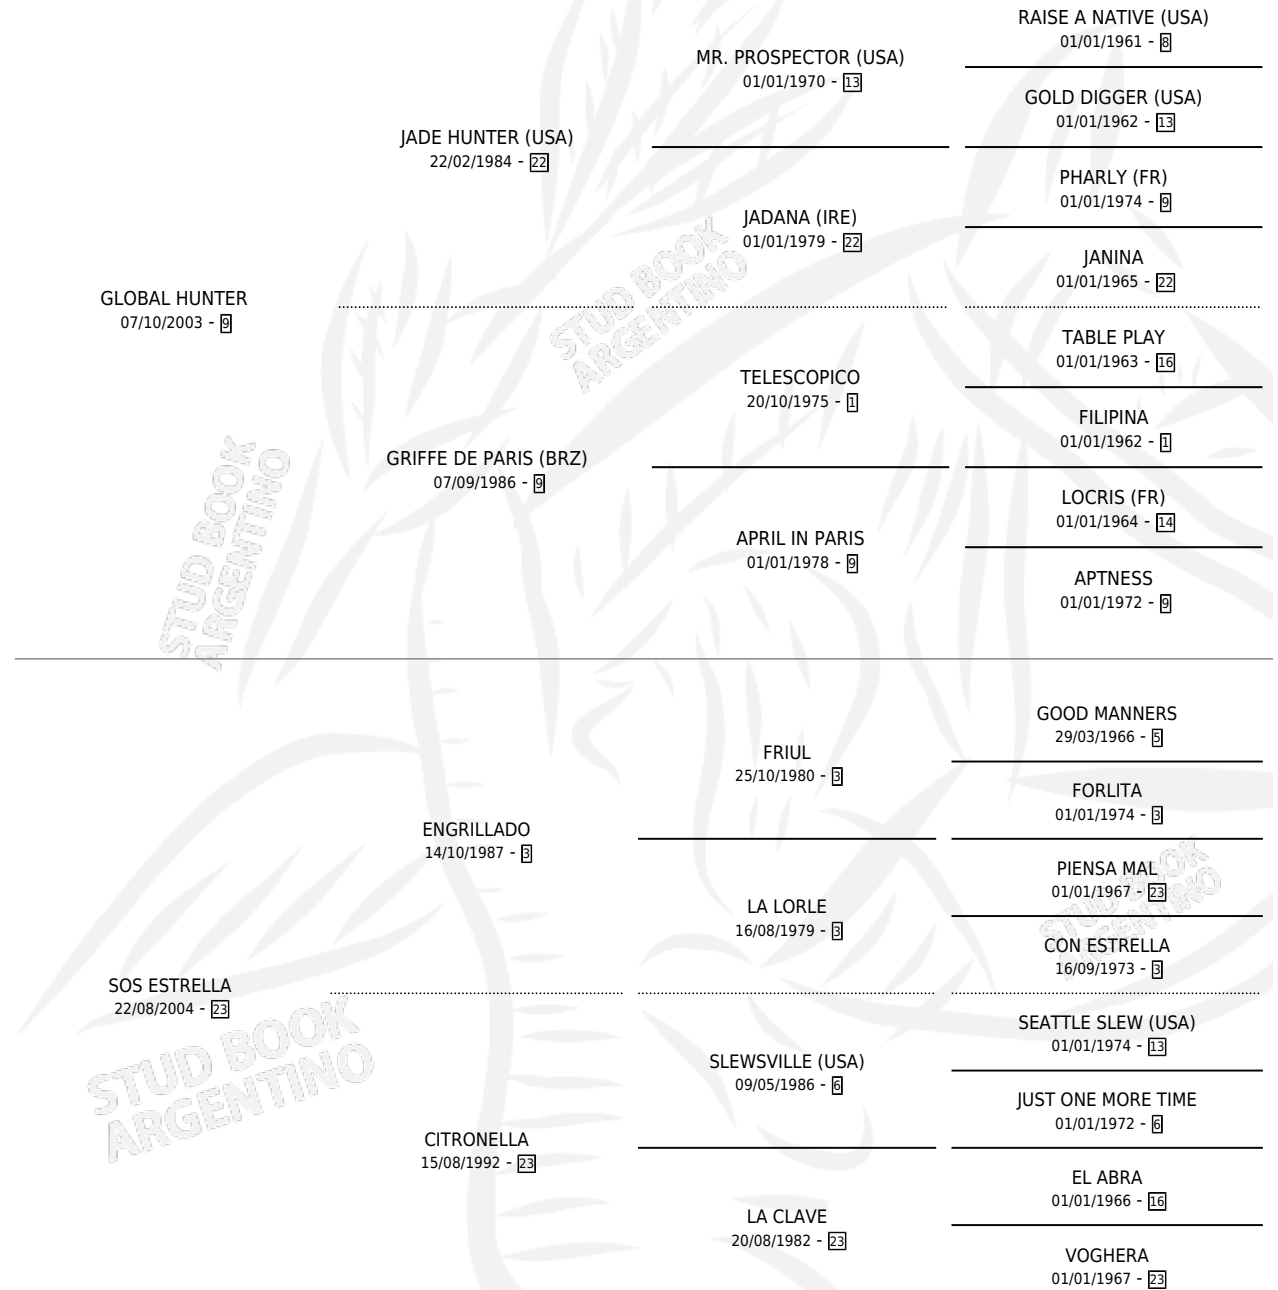 RAISE A NATIVE (USA)
01/01/1961 - 8
MR. PROSPECTOR (USA)
01/01/1970 - 13
GOLD DIGGER (USA)
01/01/1962 - 13
JADE HUNTER (USA)
22/02/1984 - 22
PHARLY (FR)
01/01/1974 - 9
JADANA (IRE)
01/01/1979 - 22
JANINA
01/01/1965 - 22
GLOBAL HUNTER
07/10/2003 - 9
TABLE PLAY
01/01/1963 - 16
TELESCOPICO
20/10/1975 - 1
FILIPINA
01/01/1962 - 1
GRIFFE DE PARIS (BRZ)
07/09/1986 - 9
LOCRIS (FR)
01/01/1964 - 14
APRIL IN PARIS
01/01/1978 - 9
APTNESS
01/01/1972 - 9
STUD BOOK
ARGENTINO
STUD BOOK
ARGENTINO
GOOD MANNERS
29/03/1966 - 5
FRIUL
25/10/1980 - 3
FORLITA
01/01/1974 - 3
ENGRILLADO
14/10/1987 - 3
PIENSA MAL
01/01/1967 - 23
LA LORLE
16/08/1979 - 3
CON ESTRELLA
16/09/1973 - 3
STUD BOOK
ARGENTINO
SOS ESTRELLA
22/08/2004 - 23
SEATTLE SLEW (USA)
01/01/1974 - 13
SLEWSVILLE (USA)
09/05/1986 - 6
JUST ONE MORE TIME
01/01/1972 - 6
CITRONELLA
15/08/1992 - 23
EL ABRA
01/01/1966 - 16
LA CLAVE
20/08/1982 - 23
VOGHERA
01/01/1967 - 23
STUD BOOK
ARGENTINO